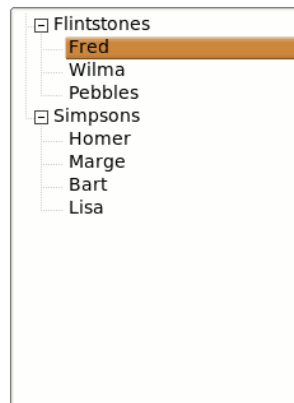 Flintstones
Fred
Wilma
Pebbles
Simpsons
Homer
Marge
Bart
Lisa